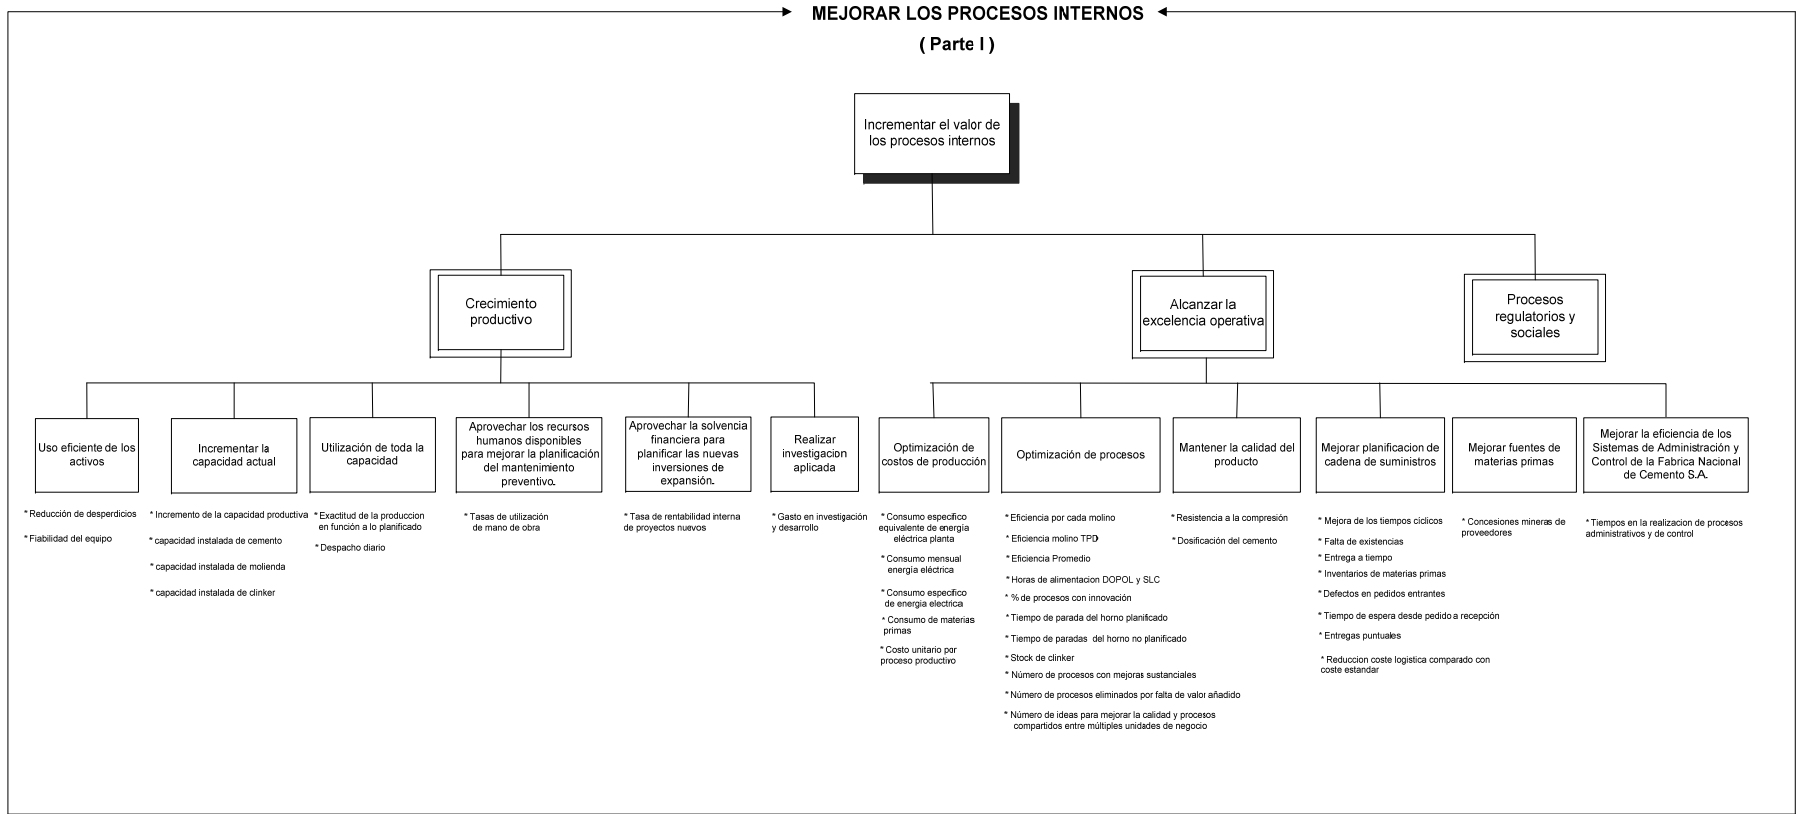 MEJORAR LOS PROCESOS INTERNOS
( Parte I )
Incrementar el valor de
los procesos internos
Crecimiento
productivo
Alcanzar la
excelencia operativa
Procesos
regulatorios y
sociales
Uso eficiente de los
activos
Incrementar la
capacidad actual
Utilización de toda la
capacidad
Aprovechar los recursos
humanos disponibles
para mejorar la planificación
del mantenimiento
preventivo.
Aprovechar la solvencia
financiera para
planificar las nuevas
inversiones de
expansión.
Realizar
investigacion
aplicada
Optimización de
costos de producción
Optimización de procesos
Mantener la calidad del
producto
Mejorar planificacion de
cadena de suministros
Mejorar fuentes de
materias primas
Mejorar la eficiencia de los
Sistemas de Administración y
Control de la Fabrica Nacional
de Cemento S.A.
* Reducción de desperdicios
* Fiabilidad del equipo
* Incremento de la capacidad productiva
* capacidad instalada de cemento
* capacidad instalada de molienda
* capacidad instalada de clinker
* Exactitud de la produccion
en función a lo planificado
* Despacho diario
* Tasas de utilización
de mano de obra
* Tasa de rentabilidad interna
de proyectos nuevos
* Gasto en investigación
y desarrollo
* Consumo especifico
equivalente de energía
eléctrica planta
* Consumo mensual
energía eléctrica
* Consumo especifico
de energia electrica
* Consumo de materias
primas
* Costo unitario por
proceso productivo
* Eficiencia por cada molino
* Eficiencia molino TPD
* Eficiencia Promedio
* Horas de alimentacion DOPOL y SLC
* % de procesos con innovación
* Tiempo de parada del horno planificado
* Tiempo de paradas del horno no planificado
* Stock de clinker
* Número de procesos con mejoras sustanciales
* Número de procesos eliminados por falta de valor añadido
* Número de ideas para mejorar la calidad y procesos
compartidos entre múltiples unidades de negocio
* Resistencia a la compresión
* Dosificación del cemento
* Mejora de los tiempos cíclicos
* Falta de existencias
* Entrega a tiempo
* Inventarios de materias primas
* Defectos en pedidos entrantes
* Tiempo de espera desde pedido a recepción
* Entregas puntuales
* Reduccion coste logistica comparado con
coste estandar
* Concesiones mineras de
proveedores
* Tiempos en la realizacion de procesos
administrativos y de control